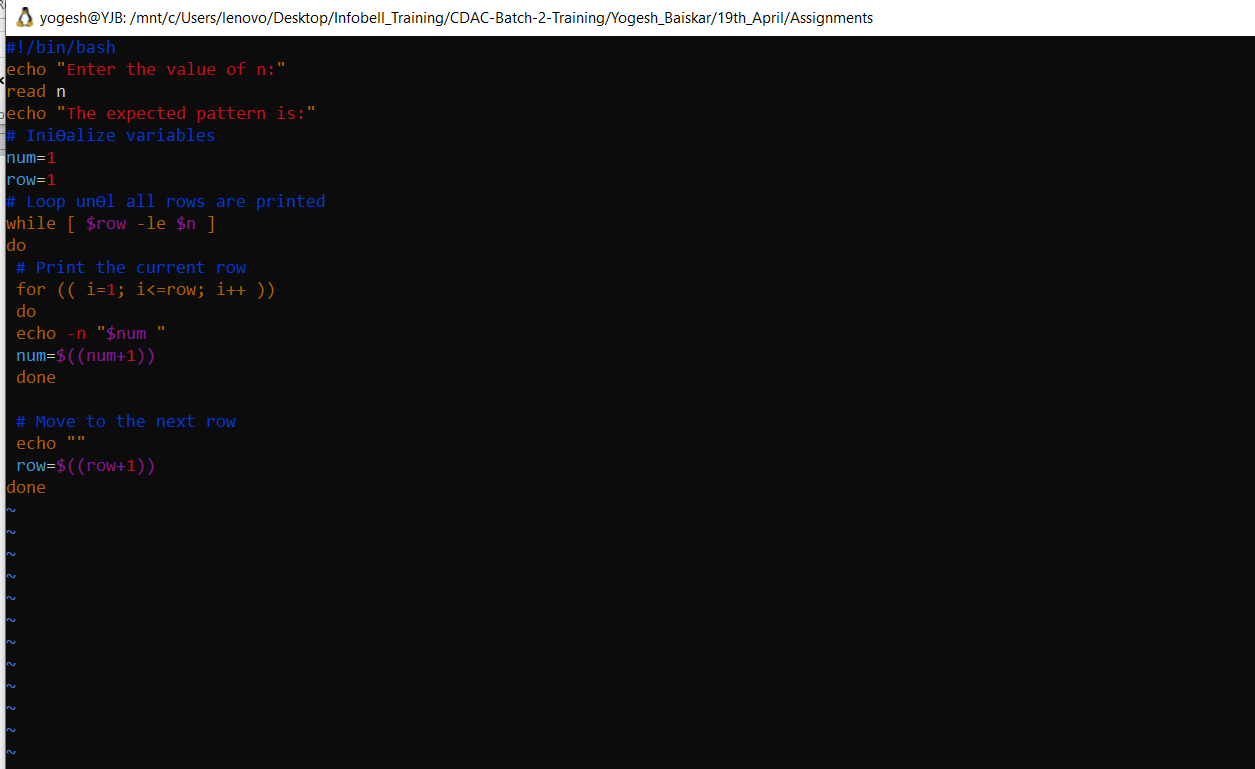 yogesh@YJB: /mnt/c/Users/lenovo/Desktop/Infobell_Training/CDAC-Batch-2-Training/Yogesh_Baiskar/19th_April/Assignments
#!/bin/bash
echo "Enter the value of n:"
read n
echo "The expected pattern is:"
# IniƟalize variables
num=1
row=1
# Loop unƟl all rows are printed
while [ $row -le $n ]
do
 # Print the current row
 for (( i=1; i<=row; i++ ))
 do
 echo -n "$num "
 num=$((num+1))
 done

 # Move to the next row
 echo ""
 row=$((row+1))
done
~
~
~
~
~
~
~
~
~
~
~
~